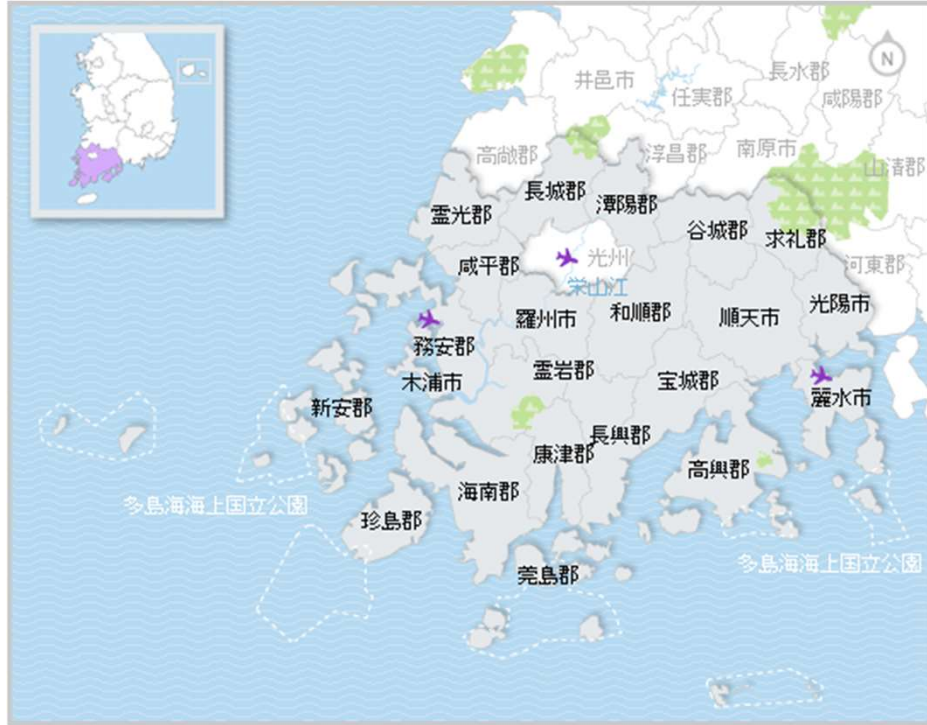 N
井邑市
任実郡
長水郡
咸陽郡
高敞郡
淳昌郡
南原市
山清郡
長城郡
潭陽郡
霊光郡
谷城郡
求礼郡
咸平郡
光州
河東郡
栄山江
羅州市
和順郡
順天市
光陽市
務安郡
霊岩郡
宝城郡
木浦市
麗水市
新安郡
長興郡
康津郡
高興郡
海南郡
多島海海上国立公園
珍島郡
多島海海上国立公園
莞島郡